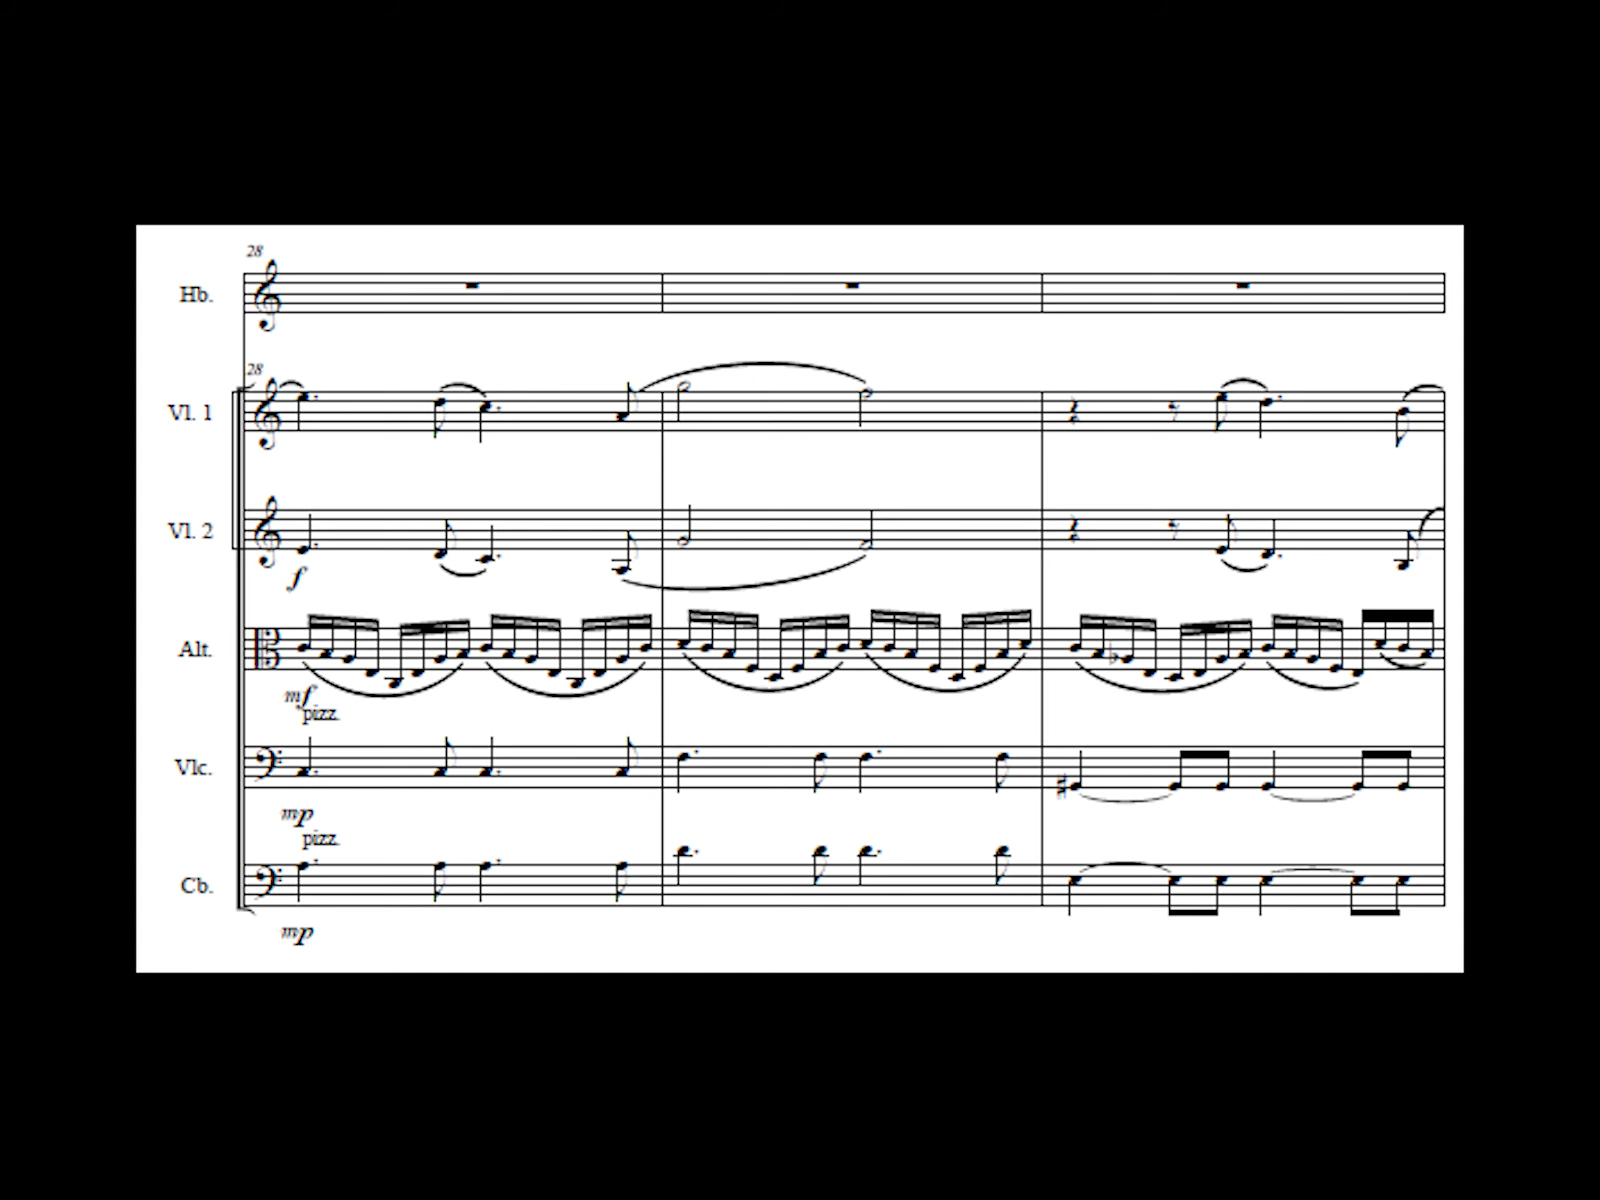 28
Hb.
28
Vl. 1
Vl. 2
f
Alt.
mf
pizz.
Vlc.
mp
pizz.
Cb.
mp